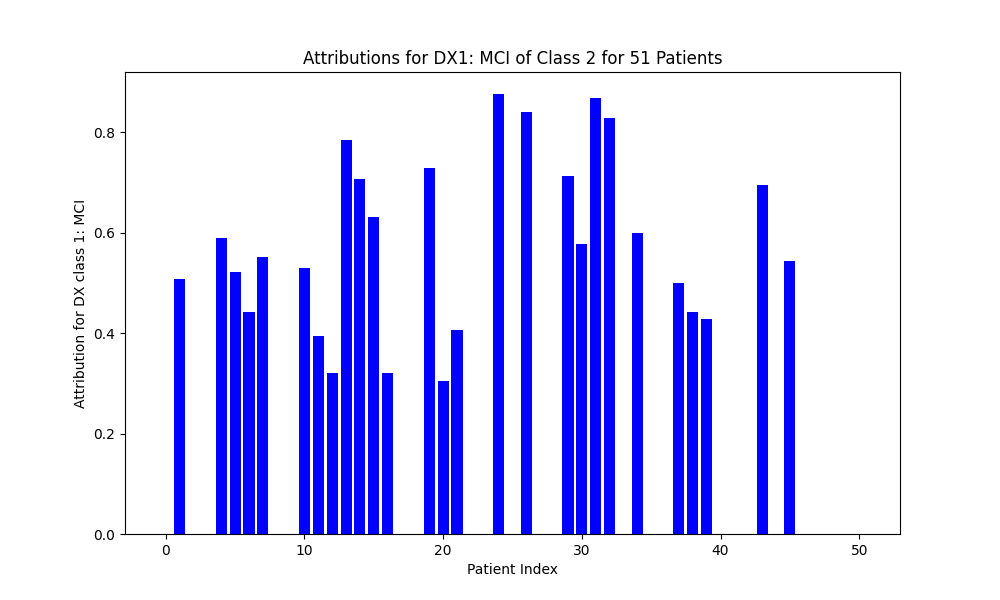 Attributions for DX1: MCI of Class 2 for 51 Patients
Attribution for DX class 1: MCI
0.8
0.6
0.4
0.2
0.0
0 10 20 30 40 50
Patient Index